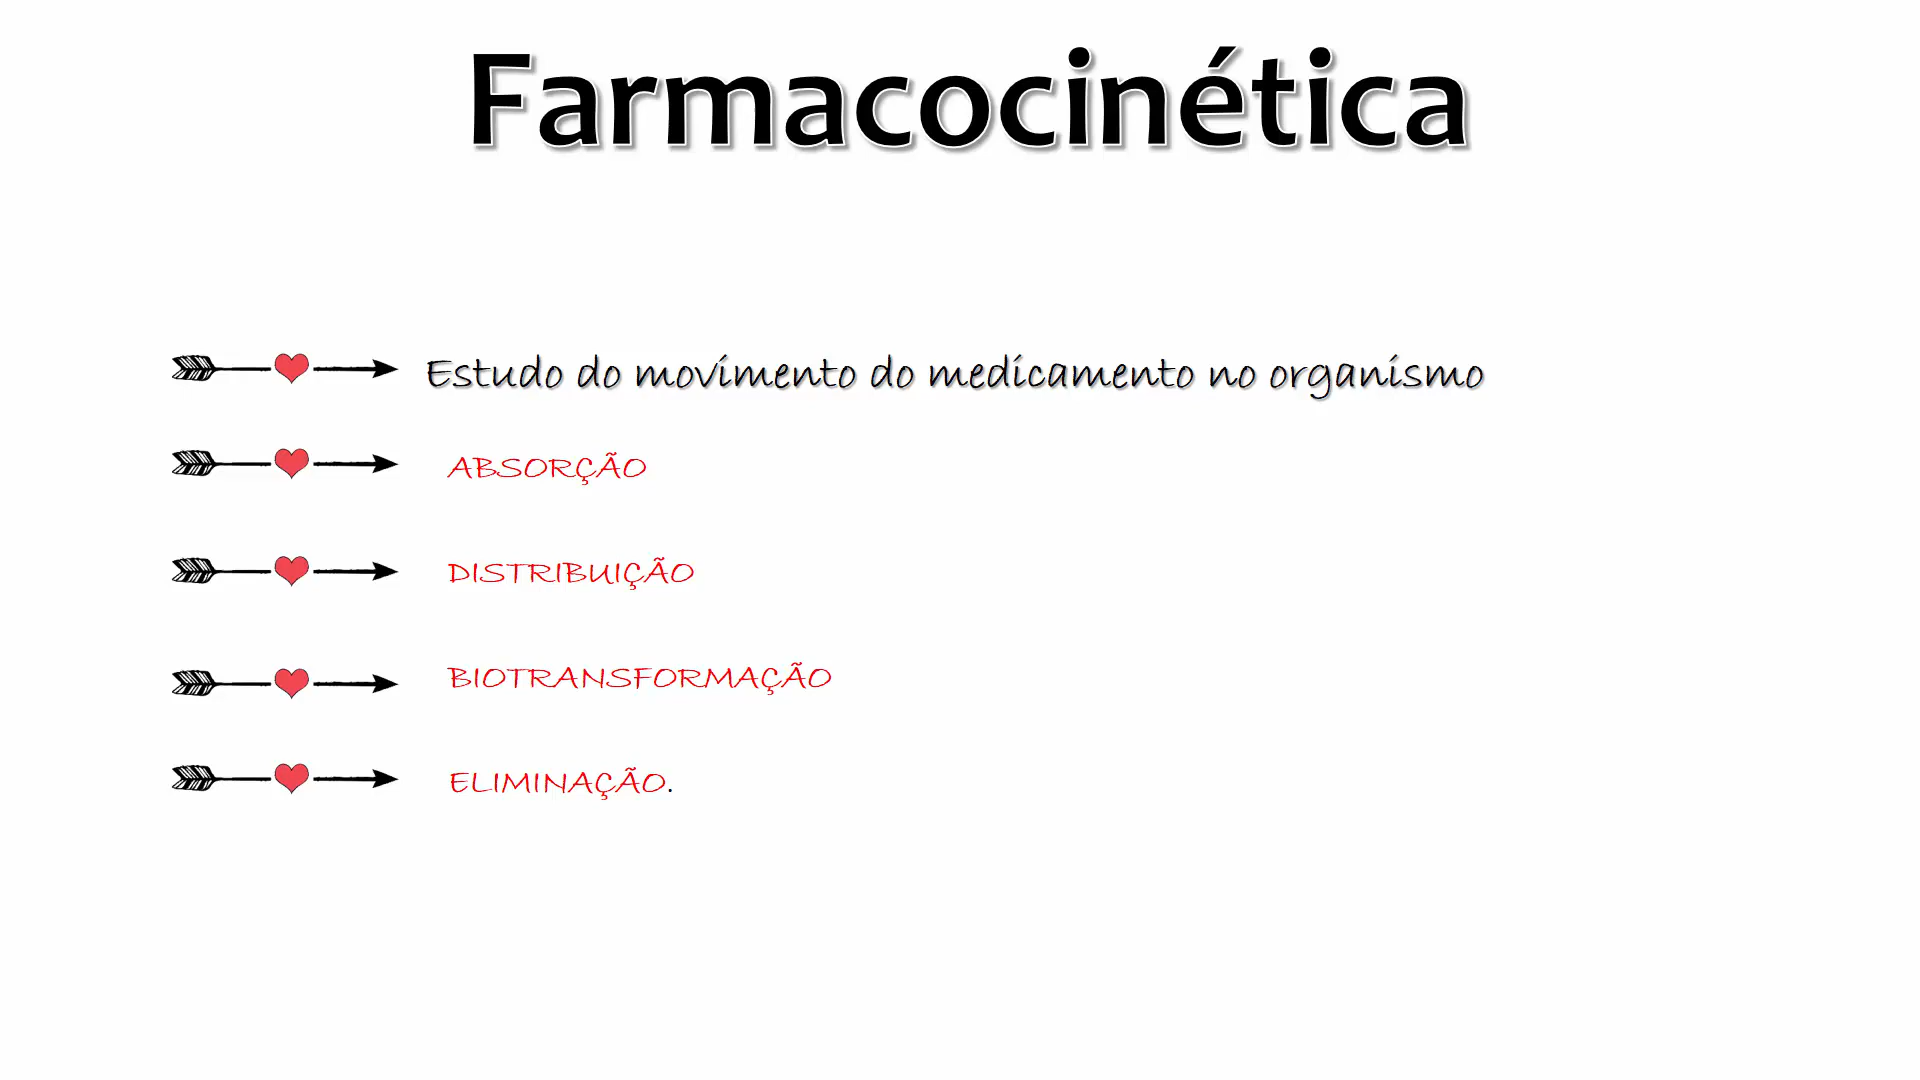 Farmacocinética
Estudo do movimento do medicamento no organismo
ABSORÇÃO
DISTRIBUIÇÃO
BIOTRANSFORMAÇÃO
ELIMINAÇÃO.